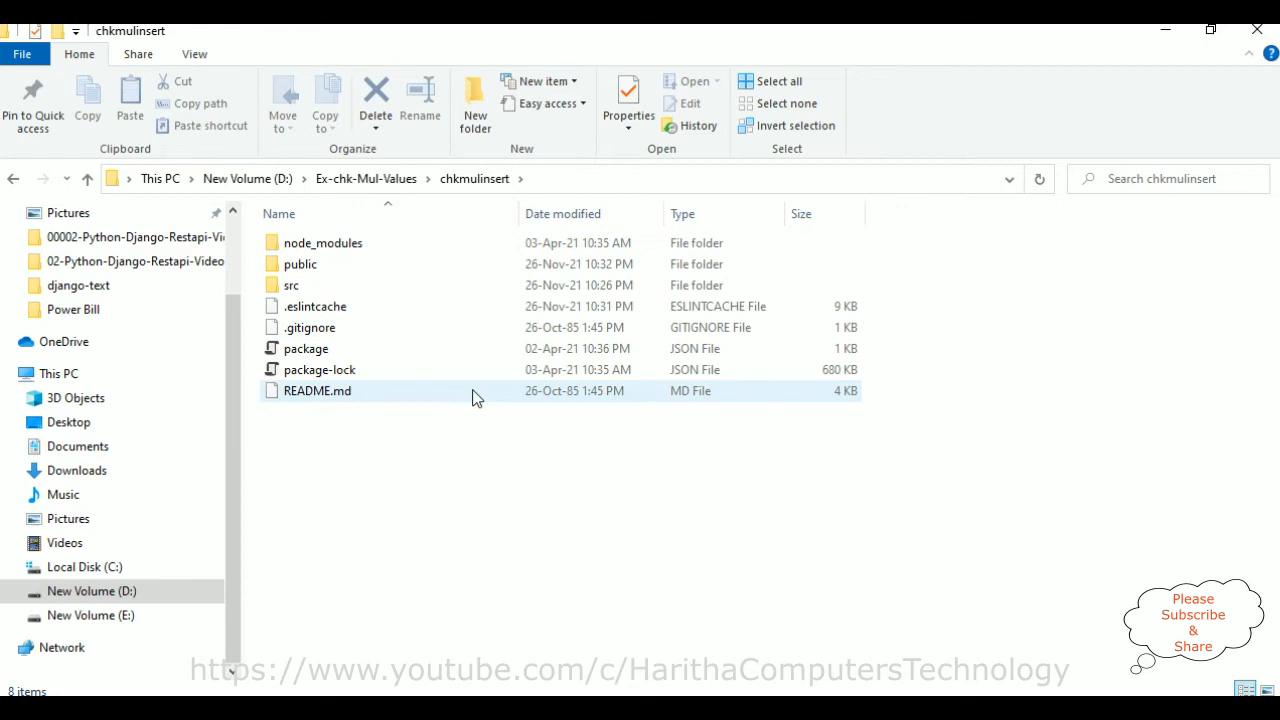 chkmulinsert
File
Home
Share
View
Pin to Quick access
Copy
Paste
Cut
Copy path
Paste shortcut
Clipboard
Move to
Copy to
Delete
Rename
Organize
New folder
New item
Easy access
New
Properties
Open
Edit
History
Open
Select all
Select none
Invert selection
Select
This PC > New Volume (D:) > Ex-chk-Mul-Values > chkmulinsert >
Search chkmulinsert
Name Date modified Type Size
node_modules 03-Apr-21 10:35 AM File folder
public 26-Nov-21 10:32 PM File folder
src 26-Nov-21 10:26 PM File folder
.eslintcache 26-Nov-21 10:31 PM ESLINTCACHE File 9 KB
.gitignore 26-Oct-85 1:45 PM GITIGNORE File 1 KB
package 02-Apr-21 10:36 PM JSON File 1 KB
package-lock 03-Apr-21 10:35 AM JSON File 680 KB
README.md 26-Oct-85 1:45 PM MD File 4 KB
Pictures
00002-Python-Django-Restapi-Vi
02-Python-Django-Restapi-Video
django-text
Power Bill
OneDrive
This PC
3D Objects
Desktop
Documents
Downloads
Music
Pictures
Videos
Local Disk (C:)
New Volume (D:)
New Volume (E:)
Network
8 items
Please
Subscribe
&
Share
https://www.youtube.com/c/HarithaComputersTechnology